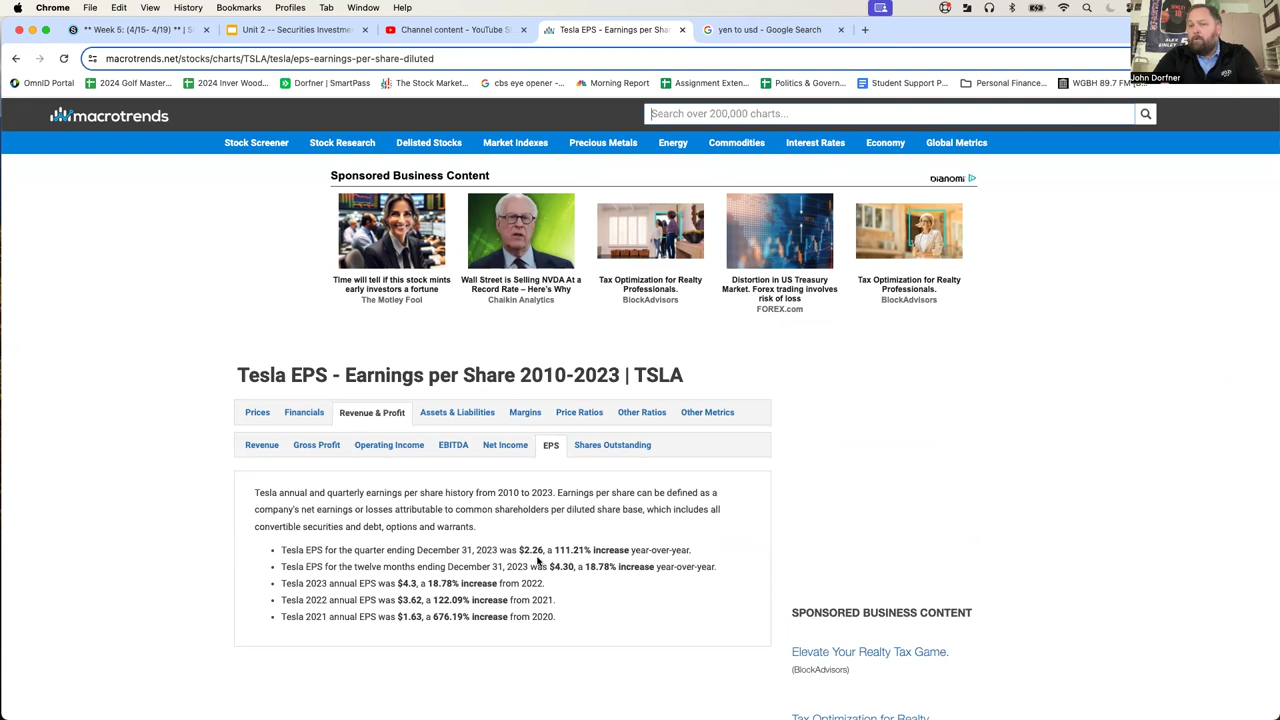 Chrome File Edit View History Bookmarks Profiles Tab Window Help
** Week 5: (4/15- 4/19) ** | S
Unit 2 -- Securities Investme
Channel content - YouTube S
Tesla EPS - Earnings per Shar
yen to usd - Google Search
macrotrends.net/stocks/charts/TSLA/tesla/eps-earnings-per-share-diluted
OmniD Portal
2024 Golf Master...
2024 Inver Wood...
Dorfner | SmartPass
The Stock Market...
cbs eye opener -...
Morning Report
Assignment Exten...
Politics & Govern...
Student Support P...
Personal Finance...
WGBH 89.7 FM
John Dorfner
macrotrends
Search over 200,000 charts...
Stock Screener Stock Research Delisted Stocks Market Indexes Precious Metals Energy Commodities Interest Rates Economy Global Metrics
Sponsored Business Content
bianomi
Time will tell if this stock mints
early investors a fortune
The Motley Fool
Wall Street is Selling NVDA At a
Record Rate – Here's Why
Chaikin Analytics
Tax Optimization for Realty
Professionals.
BlockAdvisors
Distortion in US Treasury
Market. Forex trading involves
risk of loss
FOREX.com
Tax Optimization for Realty
Professionals.
BlockAdvisors
Tesla EPS - Earnings per Share 2010-2023 | TSLA
Prices Financials Revenue & Profit Assets & Liabilities Margins Price Ratios Other Ratios Other Metrics
Revenue Gross Profit Operating Income EBITDA Net Income EPS Shares Outstanding
Tesla annual and quarterly earnings per share history from 2010 to 2023. Earnings per share can be defined as a
company's net earnings or losses attributable to common shareholders per diluted share base, which includes all
convertible securities and debt, options and warrants.
• Tesla EPS for the quarter ending December 31, 2023 was $2.26, a 111.21% increase year-over-year.
• Tesla EPS for the twelve months ending December 31, 2023 was $4.30, a 18.78% increase year-over-year.
• Tesla 2023 annual EPS was $4.3, a 18.78% increase from 2022.
• Tesla 2022 annual EPS was $3.62, a 122.09% increase from 2021.
• Tesla 2021 annual EPS was $1.63, a 676.19% increase from 2020.
SPONSORED BUSINESS CONTENT
Elevate Your Realty Tax Game.
(BlockAdvisors)
Tax Optimization for Realty